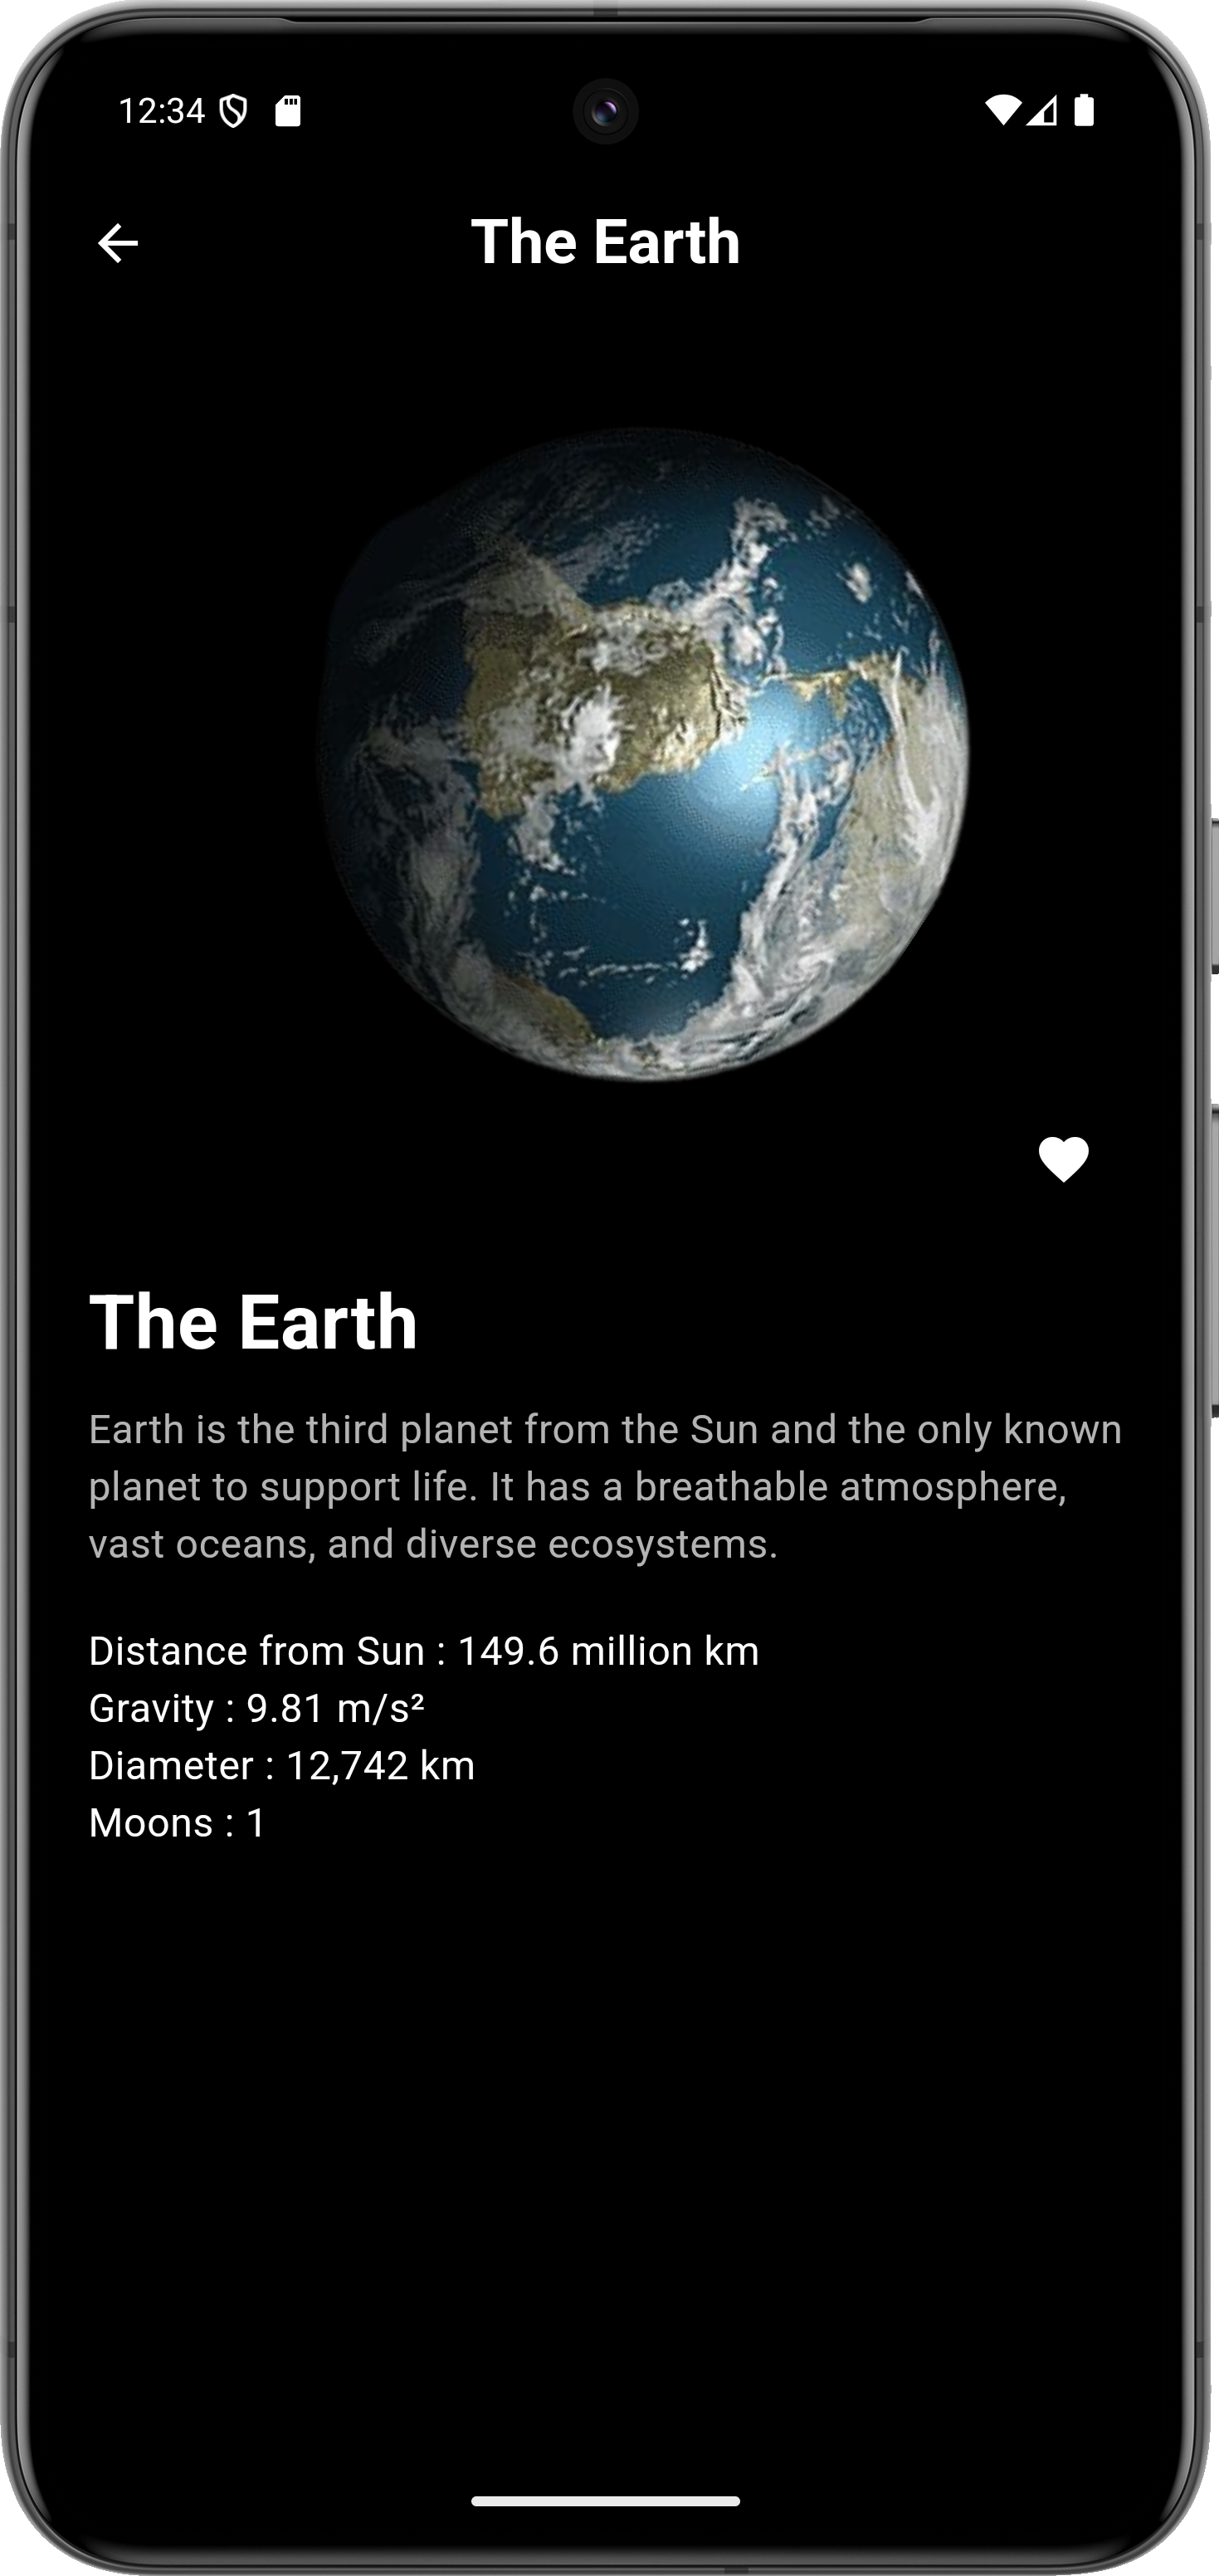 12:34
The Earth
The Earth
Earth is the third planet from the Sun and the only known
planet to support life. It has a breathable atmosphere,
vast oceans, and diverse ecosystems.
Distance from Sun : 149.6 million km
Gravity : 9.81 m/s²
Diameter : 12,742 km
Moons : 1